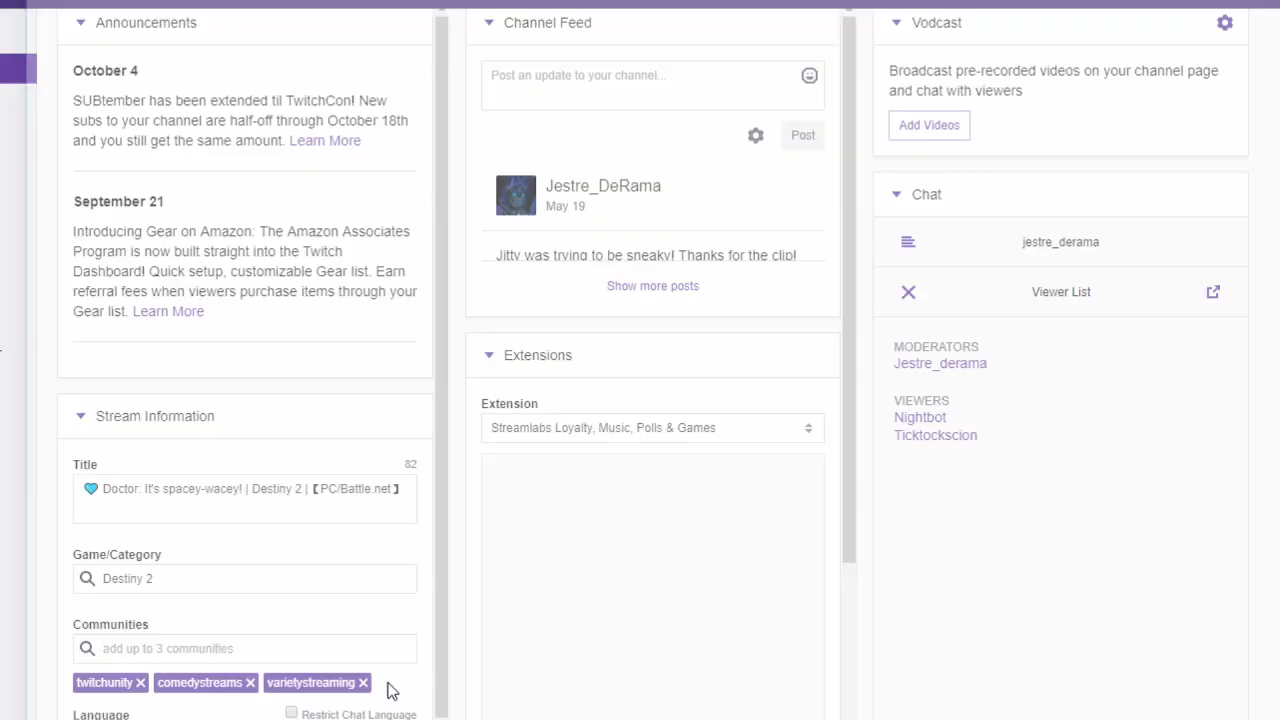 Announcements
October 4
SUBtember has been extended til TwitchCon! New
subs to your channel are half-off through October 18th
and you still get the same amount. Learn More
September 21
Introducing Gear on Amazon: The Amazon Associates
Program is now built straight into the Twitch
Dashboard! Quick setup, customizable Gear list. Earn
referral fees when viewers purchase items through your
Gear list. Learn More
Stream Information
Title 82
Doctor: It's spacey-wacey! | Destiny 2 |【PC/Battle.net】
Game/Category
Destiny 2
Communities
add up to 3 communities
twitchunity comedystreams varietystreaming
Language Restrict Chat Language
Channel Feed
Post an update to your channel...
Post
Jestre_DeRama
May 19
Jitty was trying to be sneaky! Thanks for the clip!
Show more posts
Extensions
Extension
Streamlabs Loyalty, Music, Polls & Games
Vodcast
Broadcast pre-recorded videos on your channel page
and chat with viewers
Add Videos
Chat
jestre_derama
Viewer List
MODERATORS
Jestre_derama
VIEWERS
Nightbot
Ticktockscion